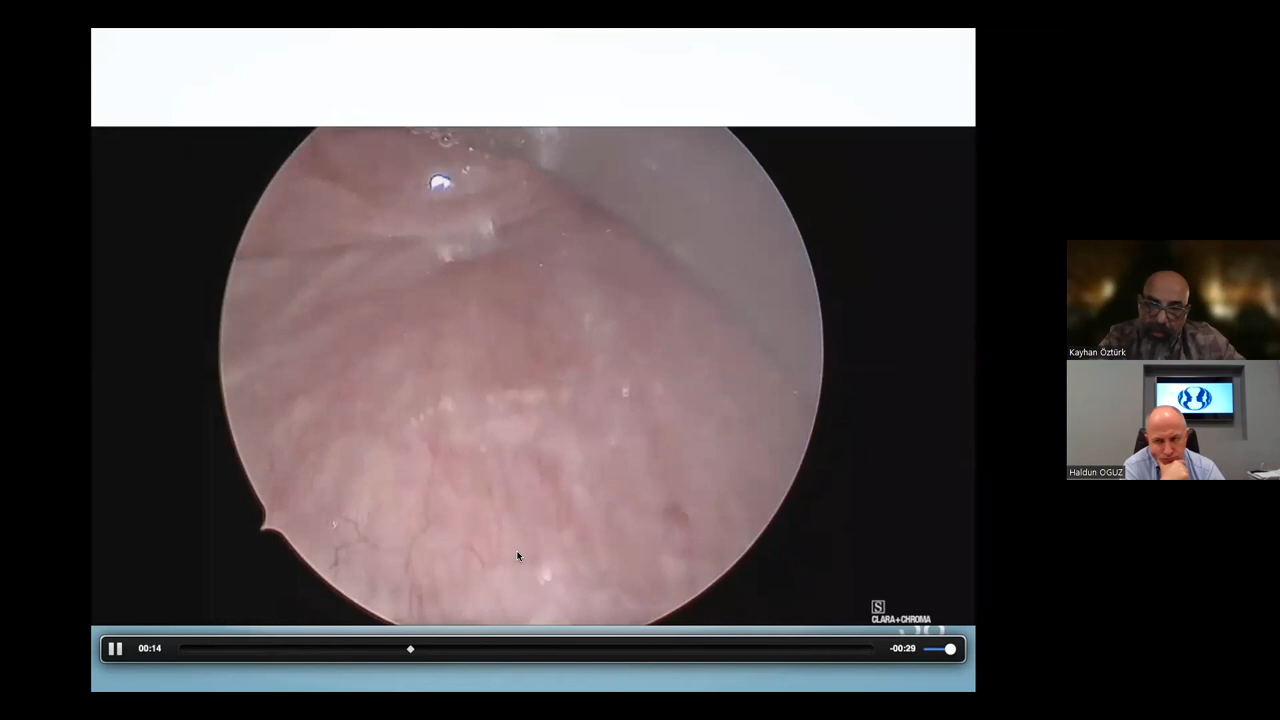 S
CLARA+CHROMA
00:14
-00:29
Kayhan Öztürk
Haldun OGUZ